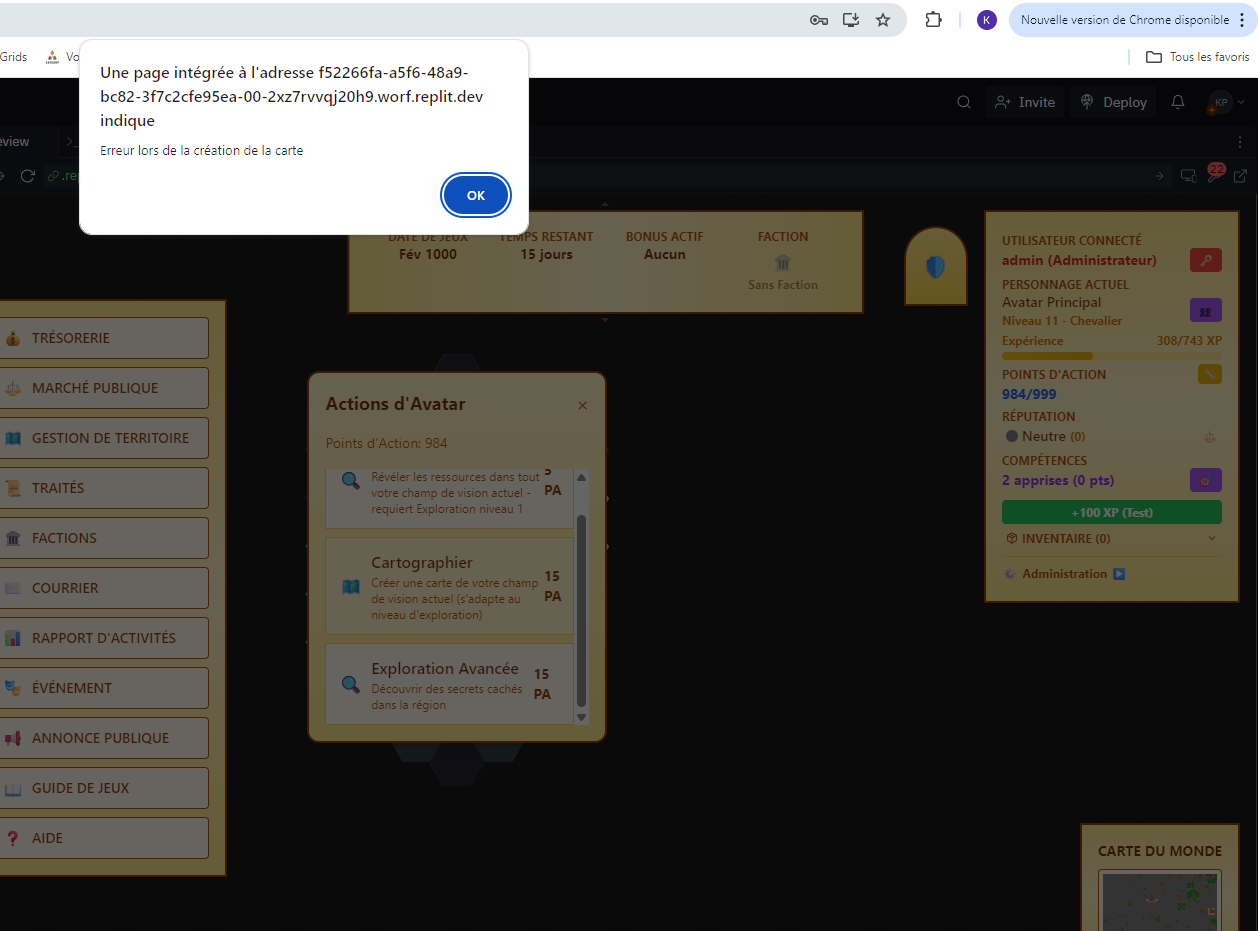 K
Nouvelle version de Chrome disponible
Grids
Vo
Tous les favoris
Une page intégrée à l'adresse f52266fa-a5f6-48a9-
bc82-3f7c2cfe95ea-00-2xz7rvvqj20h9.worf.replit.dev
indique
Erreur lors de la création de la carte
OK
Invite
Deploy
KP
eview
.rep
22
DATE DE JEUX
Fév 1000
TEMPS RESTANT
15 jours
BONUS ACTIF
Aucun
FACTION
Sans Faction
UTILISATEUR CONNECTÉ
admin (Administrateur)
PERSONNAGE ACTUEL
Avatar Principal
Niveau 11 - Chevalier
Expérience 308/743 XP
POINTS D'ACTION
984/999
RÉPUTATION
Neutre (0)
COMPÉTENCES
2 apprises (0 pts)
+100 XP (Test)
INVENTAIRE (0)
Administration
TRÉSORERIE
MARCHÉ PUBLIQUE
GESTION DE TERRITOIRE
TRAITÉS
FACTIONS
COURRIER
RAPPORT D'ACTIVITÉS
ÉVÉNEMENT
ANNONCE PUBLIQUE
GUIDE DE JEUX
AIDE
Actions d'Avatar
Points d'Action: 984
Révéler les ressources dans tout
votre champ de vision actuel -
requiert Exploration niveau 1
5
PA
Cartographier
Créer une carte de votre champ
de vision actuel (s'adapte au
niveau d'exploration)
15
PA
Exploration Avancée
Découvrir des secrets cachés
dans la région
15
PA
CARTE DU MONDE